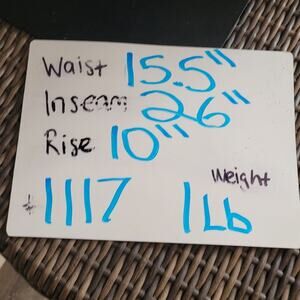 Waist 15.5"
Inseam 26"
Rise 10"
Weight
#1117 1Lb